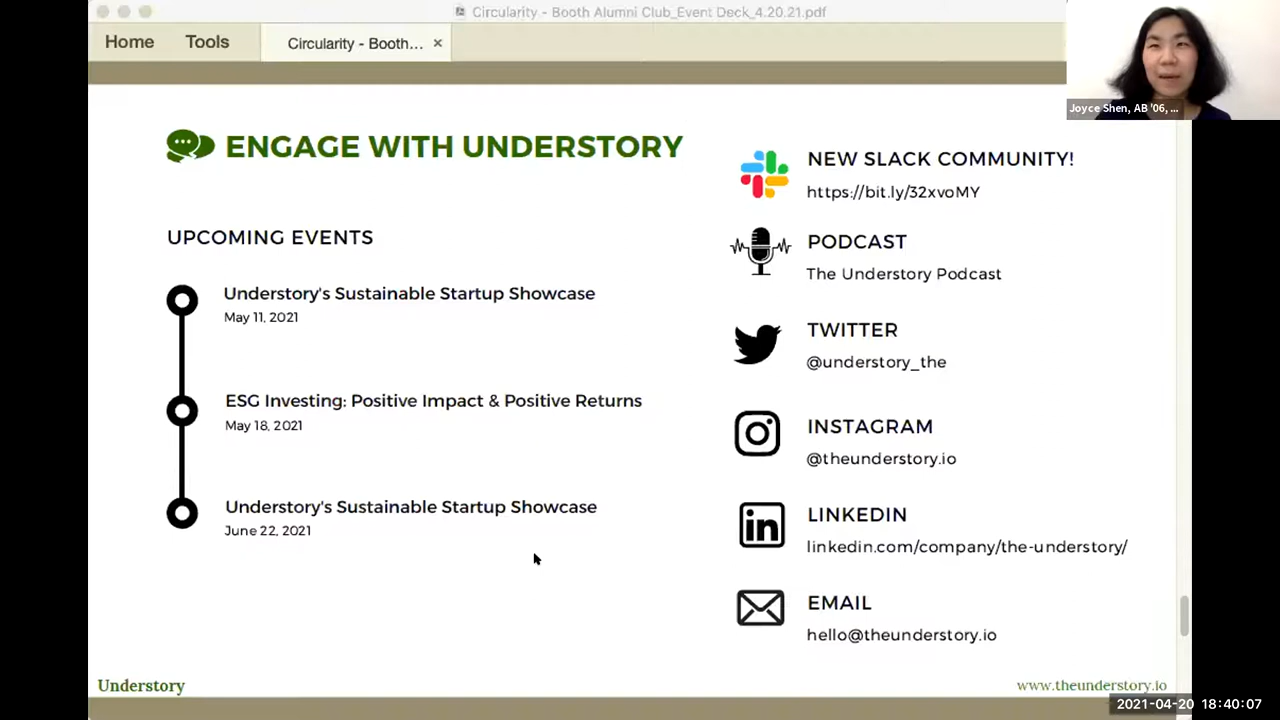 Circularity - Booth Alumni Club_Event Deck_4.20.21.pdf
Home Tools Circularity - Booth... ×
Joyce Shen, AB '06, ...
ENGAGE WITH UNDERSTORY
UPCOMING EVENTS
Understory's Sustainable Startup Showcase
May 11, 2021
ESG Investing: Positive Impact & Positive Returns
May 18, 2021
Understory's Sustainable Startup Showcase
June 22, 2021
NEW SLACK COMMUNITY!
https://bit.ly/32xvoMY
PODCAST
The Understory Podcast
TWITTER
@understory_the
INSTAGRAM
@theunderstory.io
LINKEDIN
linkedin.com/company/the-understory/
EMAIL
hello@theunderstory.io
Understory
www.theunderstory.io
2021-04-20 18:40:07